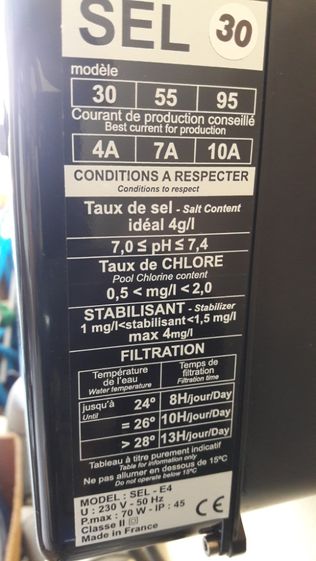 SEL 30
modèle
30 55 95
Courant de production conseillé
Best current for production
4A 7A 10A
CONDITIONS A RESPECTER
Conditions to respect
Taux de sel - Salt Content
idéal 4g/l
7,0 ≤ pH ≤ 7,4
Taux de CHLORE
Pool Chlorine content
0,5 < mg/l < 2,0
STABILISANT - Stabilizer
1 mg/l<stabilisant<1,5 mg/l
max 4mg/l
FILTRATION
Température de l'eau Water temperature
Temps de filtration Filtration time
jusqu'à Until 24° 8H/jour/Day
= 26° 10H/jour/Day
> 28° 13H/jour/Day
Tableau à titre purement indicatif
Table for information only
Ne pas allumer en dessous de 15°C
Do not operate below 15°C
MODEL : SEL - E4
U : 230 V - 50 Hz
P.max : 70 W - IP : 45
Classe II
Made in France
CE